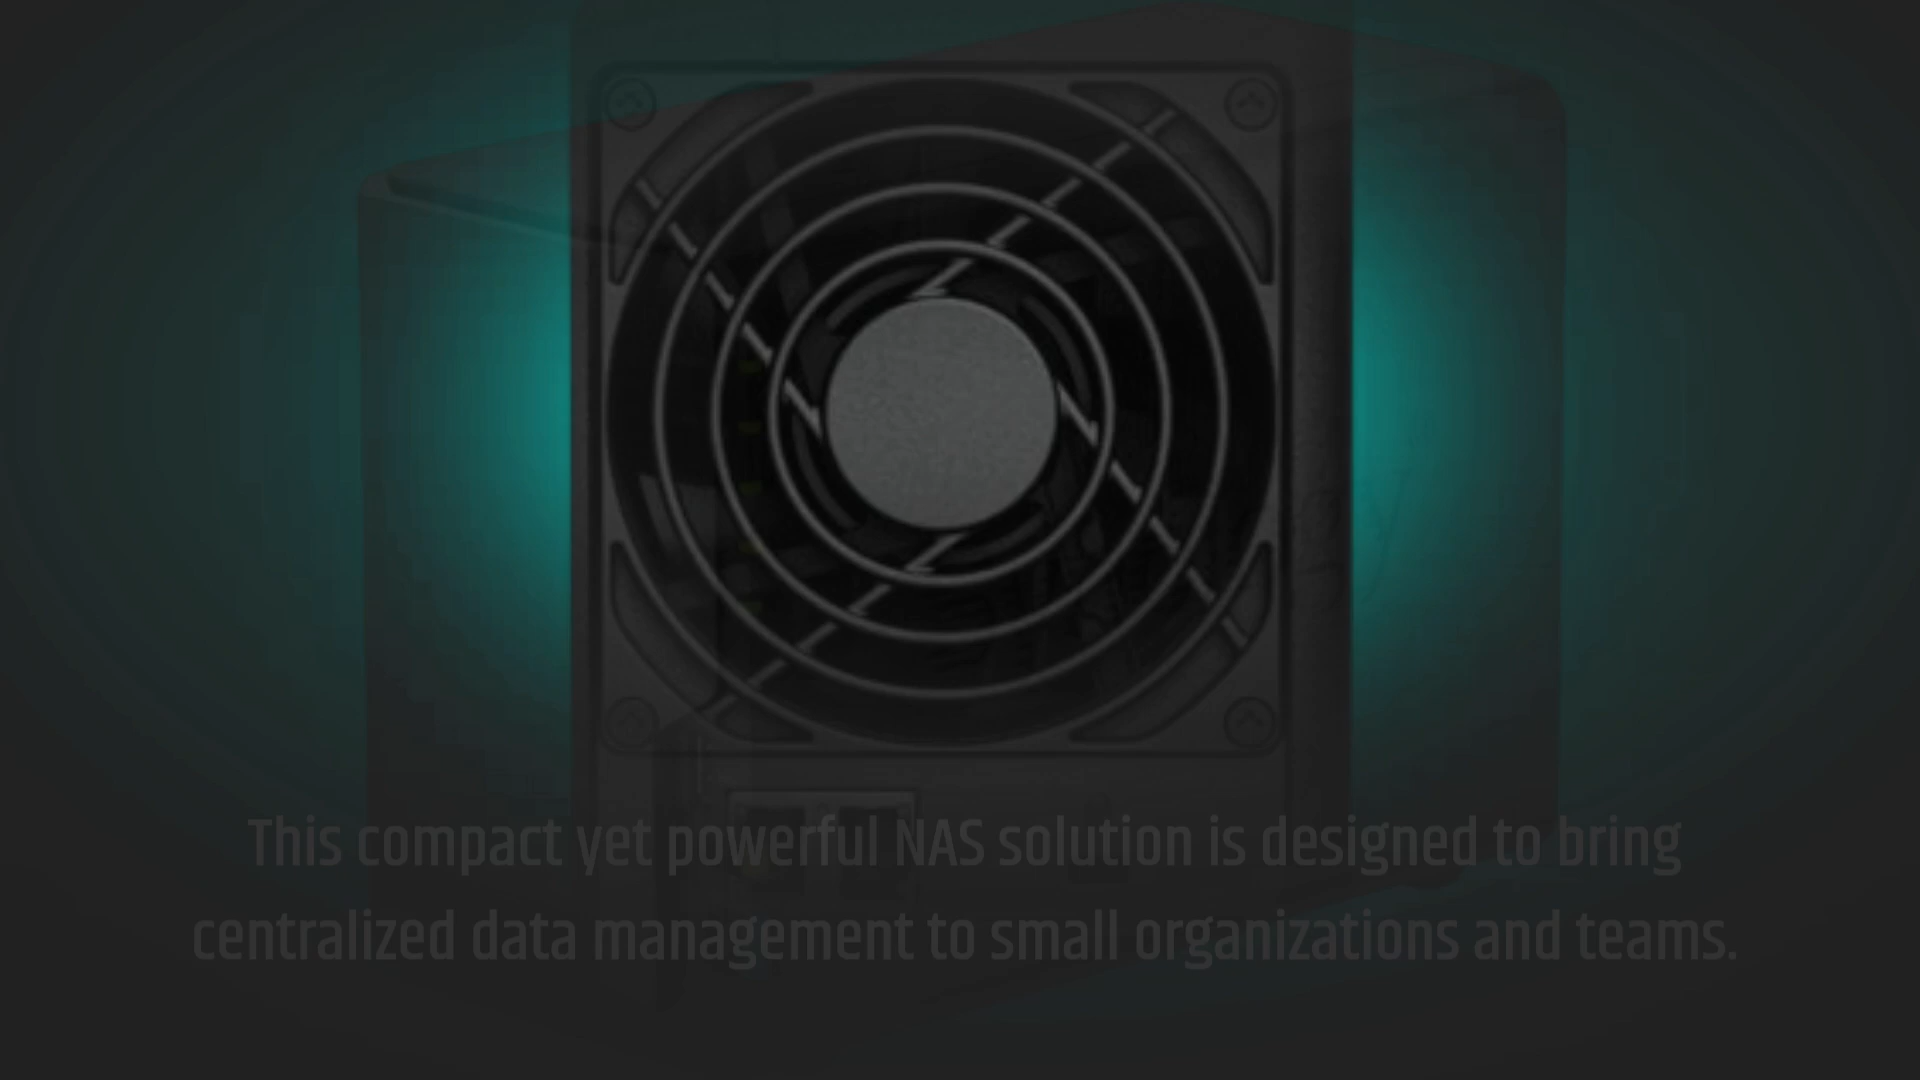 This compact yet powerful NAS solution is designed to bring
centralized data management to small organizations and teams.